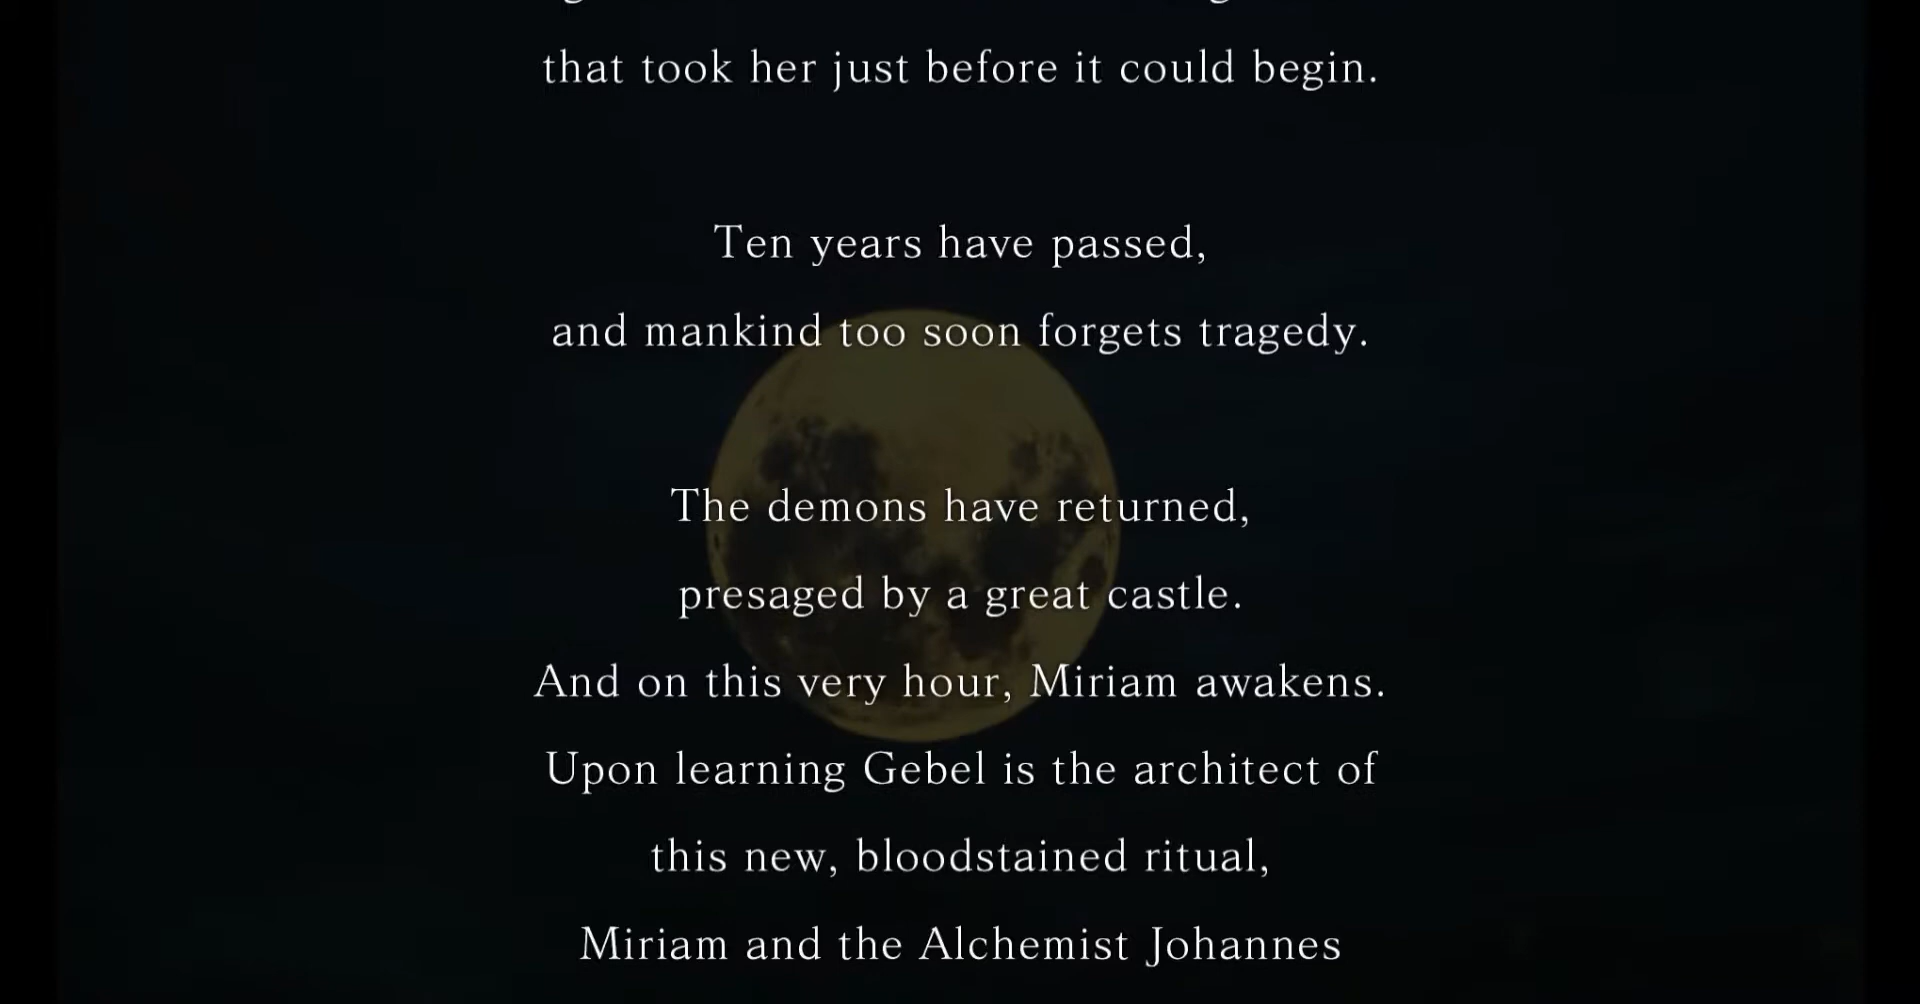 that took her just before it could begin.
Ten years have passed,
and mankind too soon forgets tragedy.
The demons have returned,
presaged by a great castle.
And on this very hour, Miriam awakens.
Upon learning Gebel is the architect of
this new, bloodstained ritual,
Miriam and the Alchemist Johannes